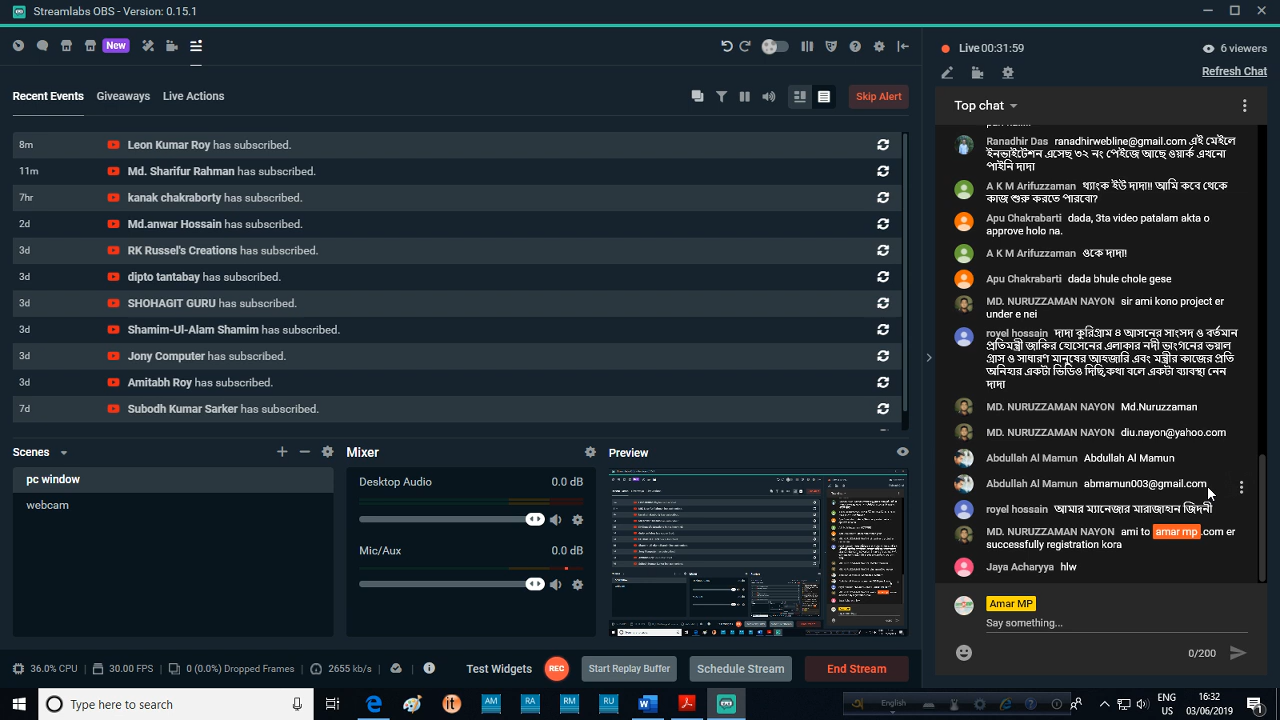 Streamlabs OBS - Version: 0.15.1
New
Live 00:31:59
6 viewers
Refresh Chat
Recent Events
Giveaways
Live Actions
Skip Alert
Top chat
8m Leon Kumar Roy has subscribed.
11m Md. Sharifur Rahman has subscribed.
7hr kanak chakraborty has subscribed.
2d Md.anwar Hossain has subscribed.
3d RK Russel's Creations has subscribed.
3d dipto tantabay has subscribed.
3d SHOHAGIT GURU has subscribed.
3d Shamim-Ul-Alam Shamim has subscribed.
3d Jony Computer has subscribed.
3d Amitabh Roy has subscribed.
7d Subodh Kumar Sarker has subscribed.
Ranadhir Das ranadhirwebline@gmail.com এই মেইলে
ইনভাইটেশন এসেছ ৩২ নং পেইজে আছে ওয়ার্ক এখনো
পাইনি দাদা
A K M Arifuzzaman থ্যাংক ইউ দাদা!! আমি কবে থেকে
কাজ শুরু করতে পারবো?
Apu Chakrabarti dada, 3ta video patalam akta o
approve holo na.
A K M Arifuzzaman ওকে দাদা!
Apu Chakrabarti dada bhule chole gese
MD. NURUZZAMAN NAYON sir ami kono project er
under e nei
royel hossain দাদা কুরিগ্রাম ৪ আসনের সাংসদ ও বর্তমান
প্রতিমন্ত্রী জাকির হোসেনের এলাকার নদী ভাংগনের ভয়াল
গ্রাস ও সাধারণ মানুষের আহজারি এবং মন্ত্রীর কাজের প্রতি
অনিহার একটা ভিডিও দিছি,কথা বলে একটা ব্যাবস্থা নেন
দাদা
MD. NURUZZAMAN NAYON Md.Nuruzzaman
MD. NURUZZAMAN NAYON diu.nayon@yahoo.com
Abdullah Al Mamun Abdullah Al Mamun
Abdullah Al Mamun abmamun003@gmail.com
royel hossain আমার ম্যানেজার মারাজারন জিননী
MD. NURUZZAMAN NAYON ami to amar mp .com er
successfully registration kora
Jaya Acharyya hlw
Amar MP
Say something...
0/200
Scenes
pc window
webcam
Mixer
Desktop Audio 0.0 dB
Mic/Aux 0.0 dB
Preview
36.0% CPU
30.00 FPS
0 (0.0%) Dropped Frames
2655 kb/s
Test Widgets
REC
Start Replay Buffer
Schedule Stream
End Stream
Type here to search
AM
RA
RM
RU
English
ENG
US
16:32
03/06/2019